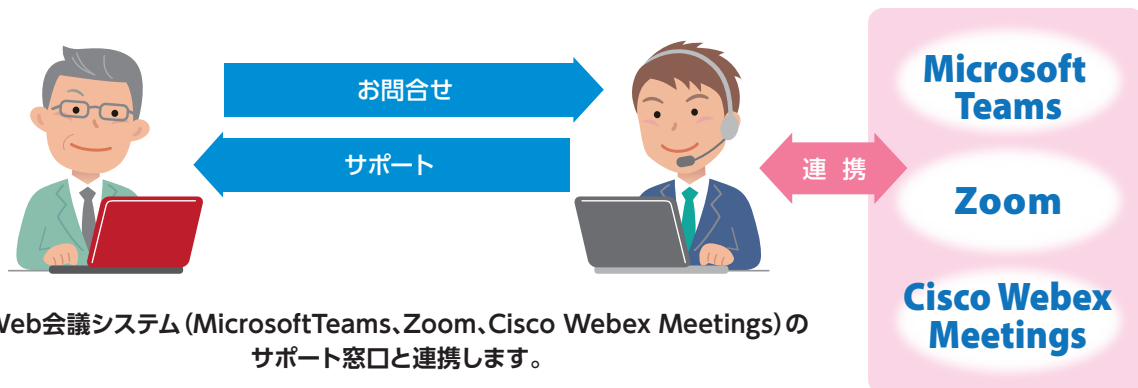 お問合せ
サポート
連 携
Microsoft
Teams
Zoom
Cisco Webex
Meetings
Web会議システム（MicrosoftTeams、Zoom、Cisco Webex Meetings）の
サポート窓口と連携します。